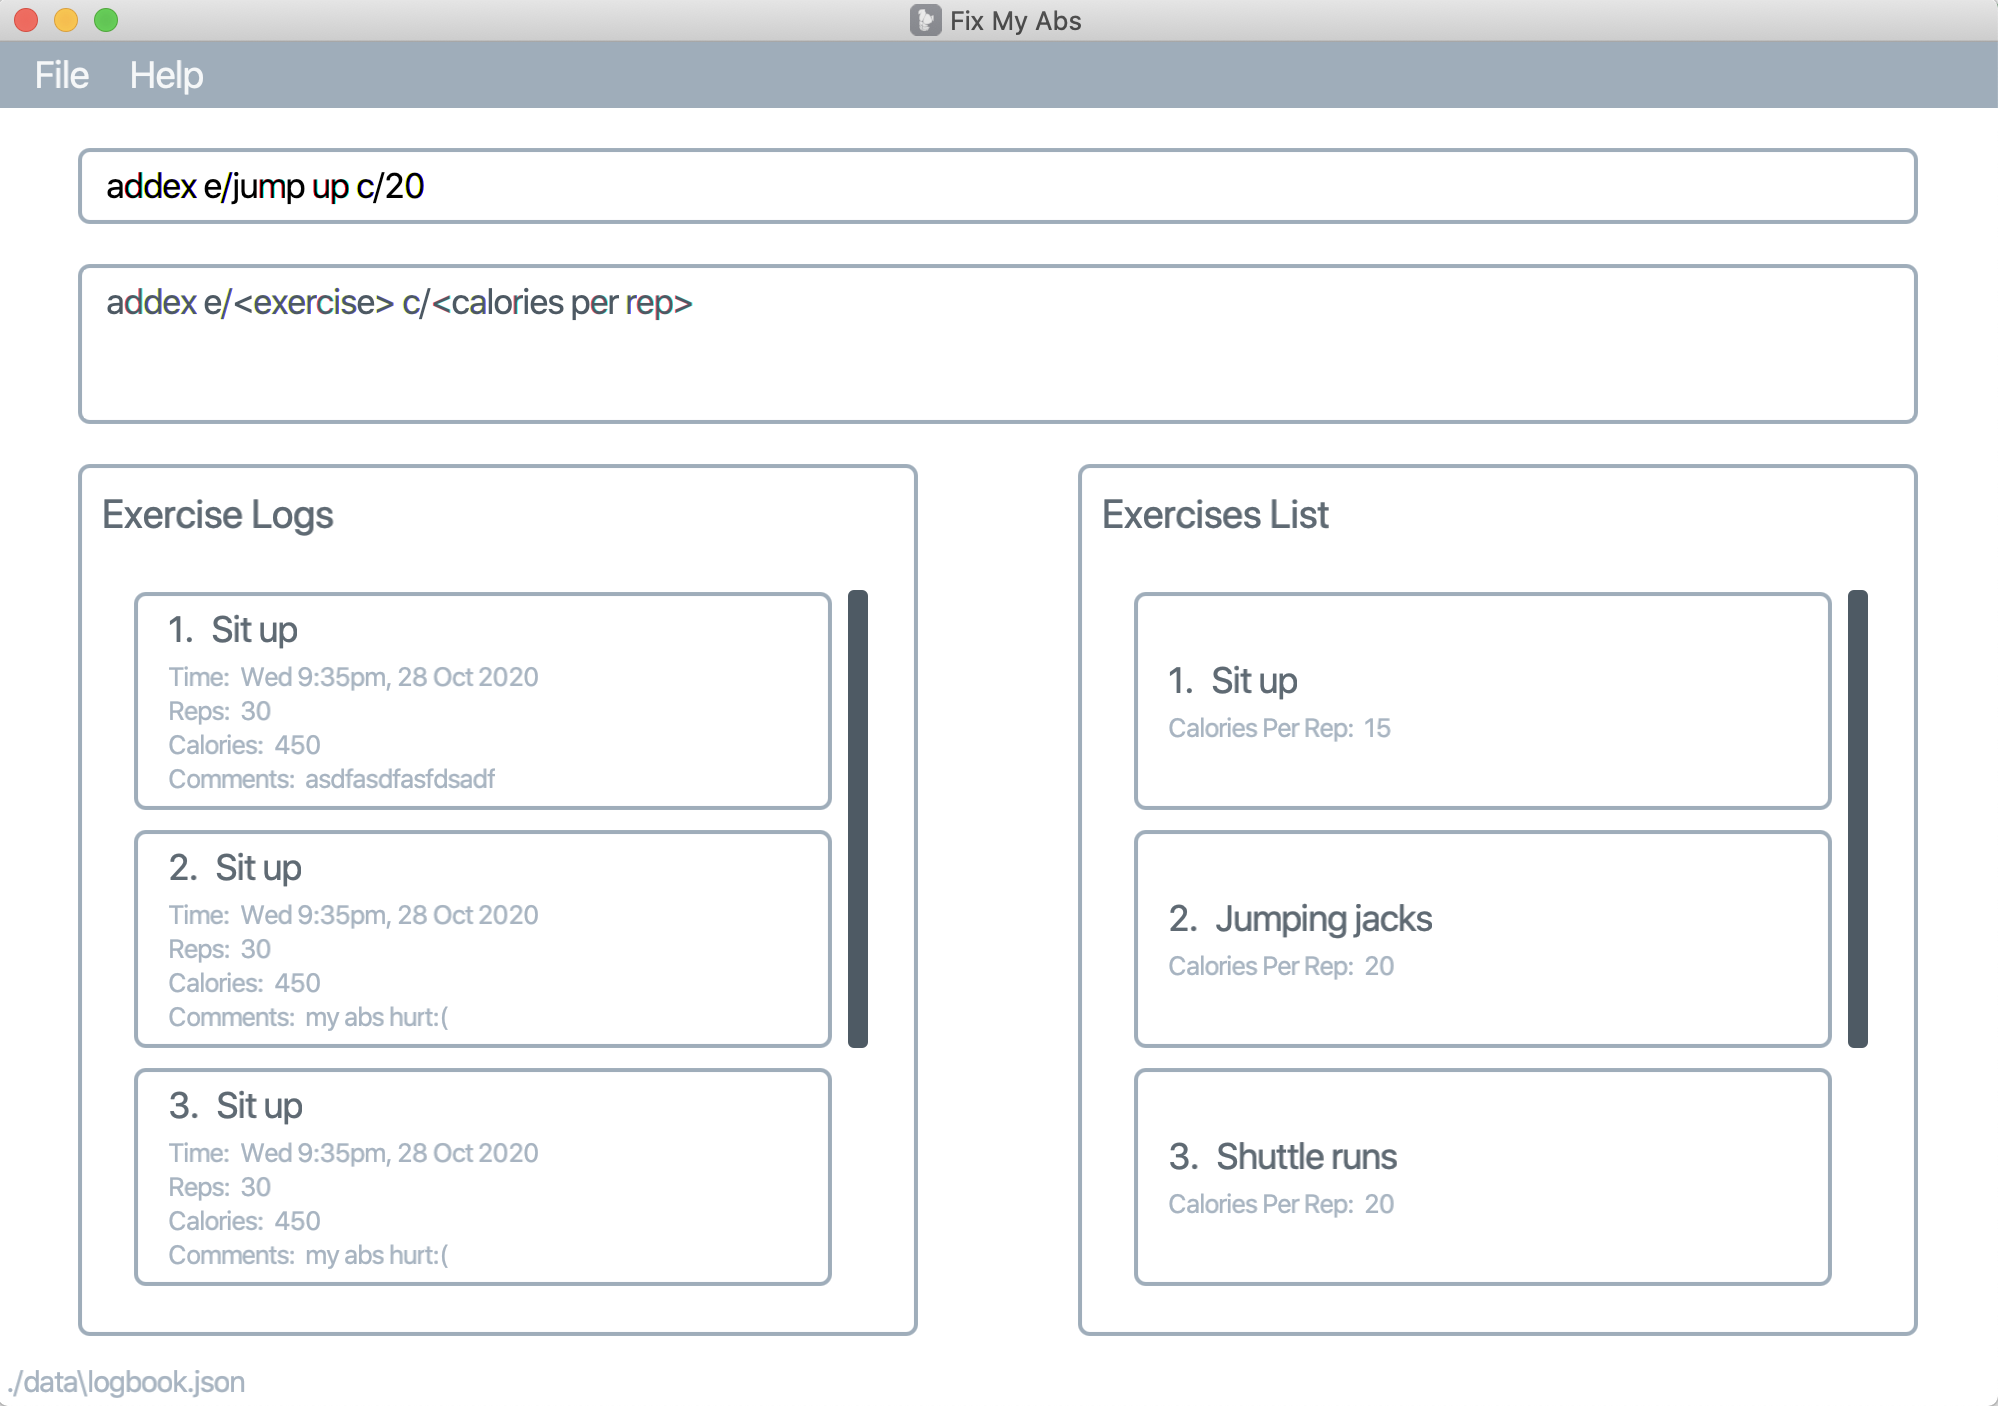 Fix My Abs
File Help
addex e/jump up c/20
addex e/<exercise> c/<calories per rep>
Exercise Logs
1. Sit up
Time: Wed 9:35pm, 28 Oct 2020
Reps: 30
Calories: 450
Comments: asdfasdfasfdsadf
2. Sit up
Time: Wed 9:35pm, 28 Oct 2020
Reps: 30
Calories: 450
Comments: my abs hurt:(
3. Sit up
Time: Wed 9:35pm, 28 Oct 2020
Reps: 30
Calories: 450
Comments: my abs hurt:(
Exercises List
1. Sit up
Calories Per Rep: 15
2. Jumping jacks
Calories Per Rep: 20
3. Shuttle runs
Calories Per Rep: 20
./data\logbook.json